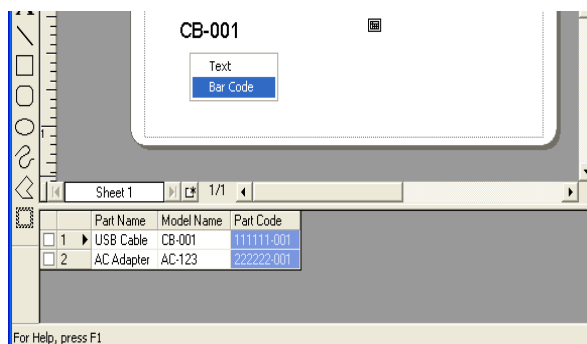 A
CB-001
Text
Bar Code
1
Sheet 1
1/1
Part Name Model Name Part Code
1 USB Cable CB-001 111111-001
2 AC Adapter AC-123 222222-001
For Help, press F1